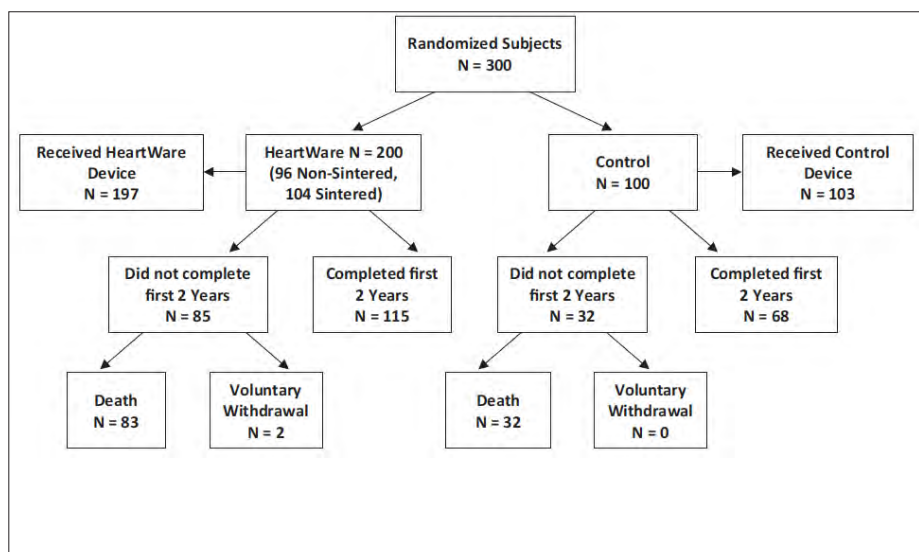 Randomized Subjects
N = 300
Received HeartWare
Device
N = 197
HeartWare N = 200
(96 Non-Sintered,
104 Sintered)
Control
N = 100
Received Control
Device
N = 103
Did not complete
first 2 Years
N = 85
Completed first
2 Years
N = 115
Did not complete
first 2 Years
N = 32
Completed first
2 Years
N = 68
Death
N = 83
Voluntary
Withdrawal
N = 2
Death
N = 32
Voluntary
Withdrawal
N = 0